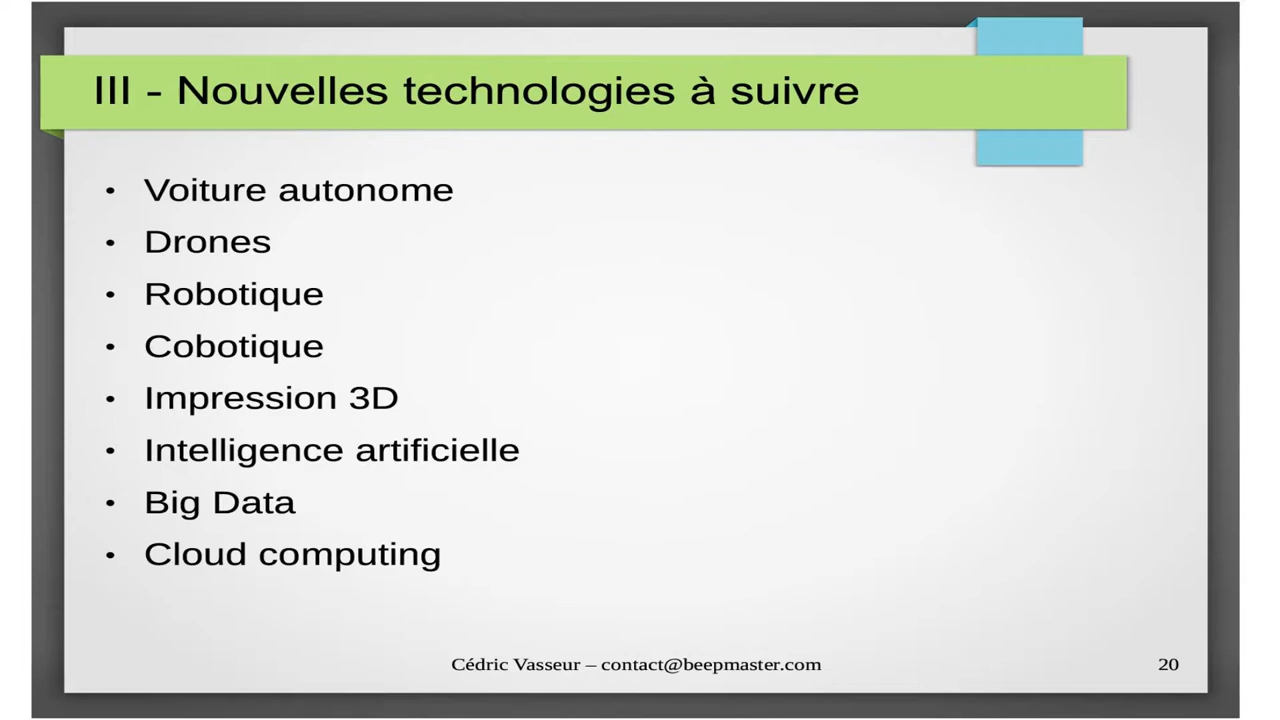 III - Nouvelles technologies à suivre
• Voiture autonome
• Drones
• Robotique
• Cobotique
• Impression 3D
• Intelligence artificielle
• Big Data
• Cloud computing
Cédric Vasseur – contact@beepmaster.com
20